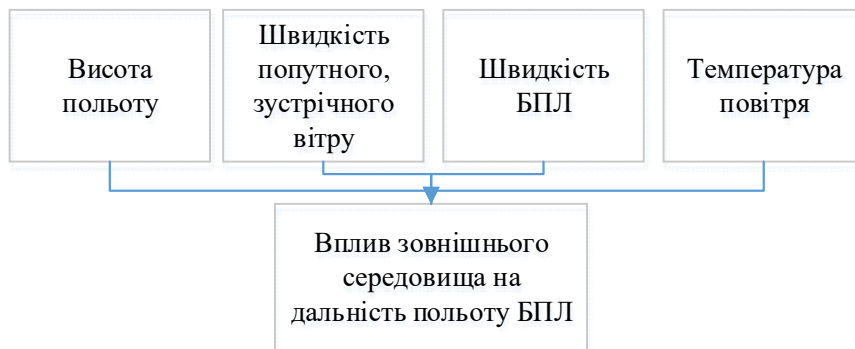 Висота
польоту
Швидкість
попутного,
зустрічного
вітру
Швидкість
БПЛ
Температура
повітря
Вплив зовнішнього
середовища на
дальність польоту БПЛ